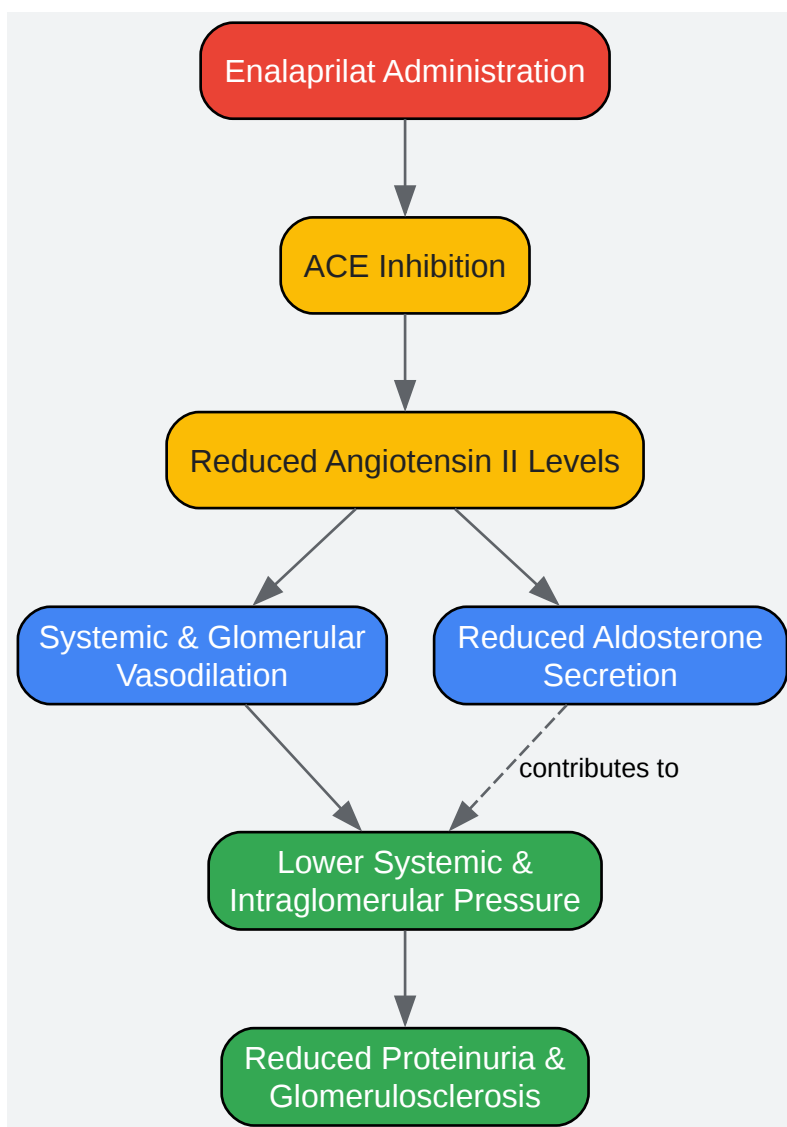 Enalaprilat Administration
ACE Inhibition
Reduced Angiotensin II Levels
Systemic & Glomerular
Vasodilation
Reduced Aldosterone
Secretion
contributes to
Lower Systemic &
Intraglomerular Pressure
Reduced Proteinuria &
Glomerulosclerosis